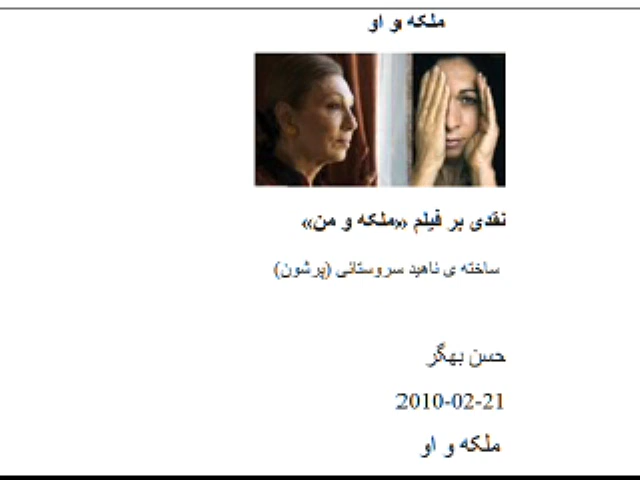 ملکه و او
نقدی بر فیلم «ملکه و من»
ساخته ی ناهید سروستانی (پرشون)
حسن بهگر
2010-02-21
ملکه و او